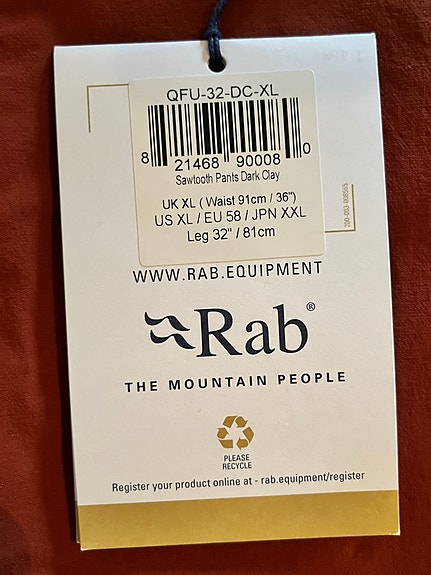 QFU-32-DC-XL
8 21468 90008 0
Sawtooth Pants Dark Clay
UK XL ( Waist 91cm / 36")
US XL / EU 58 / JPN XXL
Leg 32" / 81cm
200-003-008565
WWW.RAB.EQUIPMENT
Rab®
THE MOUNTAIN PEOPLE
PLEASE
RECYCLE
Register your product online at - rab.equipment/register